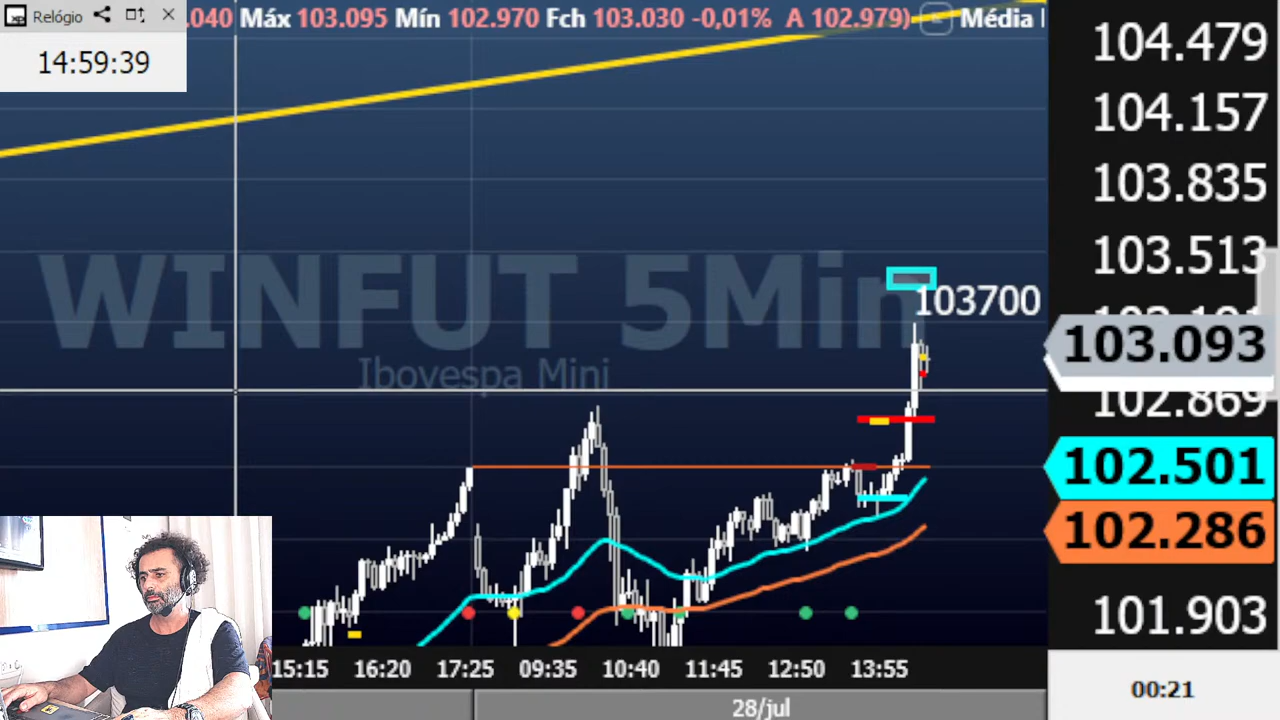 Relógio
.040 Máx 103.095 Mín 102.970 Fch 103.030 -0,01% A 102.979) Média
14:59:39
WINFUT 5Min
Ibovespa Mini
103700
104.479
104.157
103.835
103.513
103.093
102.869
102.501
102.286
101.903
15:15 16:20 17:25 09:35 10:40 11:45 12:50 13:55
28/jul
00:21